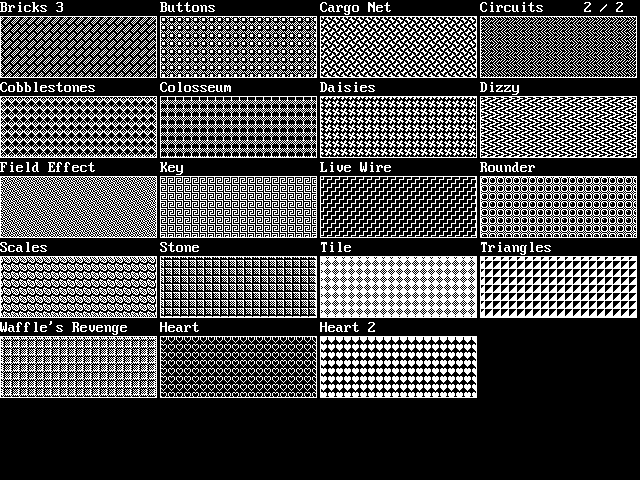 Bricks 3 Buttons Cargo Net Circuits 2 / 2
Cobblestones Colosseum Daisies Dizzy
Field Effect Key Live Wire Rounder
Scales Stone Tile Triangles
Waffle's Revenge Heart Heart 2